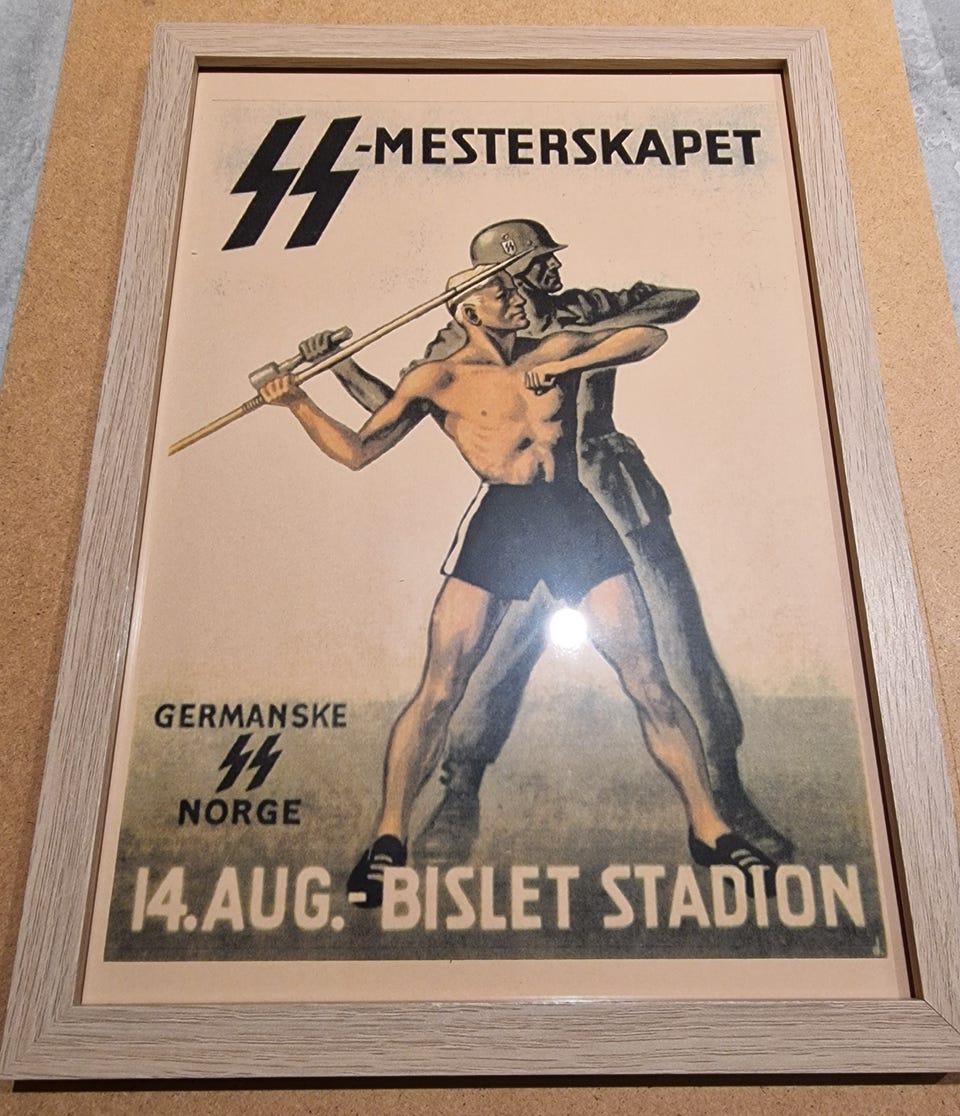 SS-MESTERSKAPET
GERMANSKE
SS
NORGE
14.AUG.-BISLET STADION